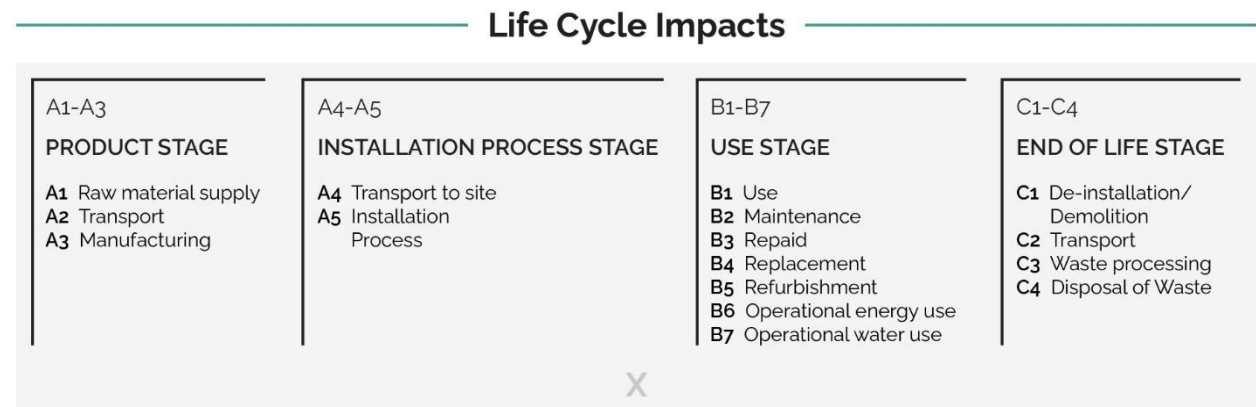 Life Cycle Impacts
A1-A3
PRODUCT STAGE
A1 Raw material supply
A2 Transport
A3 Manufacturing
A4-A5
INSTALLATION PROCESS STAGE
A4 Transport to site
A5 Installation
Process
B1-B7
USE STAGE
B1 Use
B2 Maintenance
B3 Repaid
B4 Replacement
B5 Refurbishment
B6 Operational energy use
B7 Operational water use
C1-C4
END OF LIFE STAGE
C1 De-installation/
Demolition
C2 Transport
C3 Waste processing
C4 Disposal of Waste
X